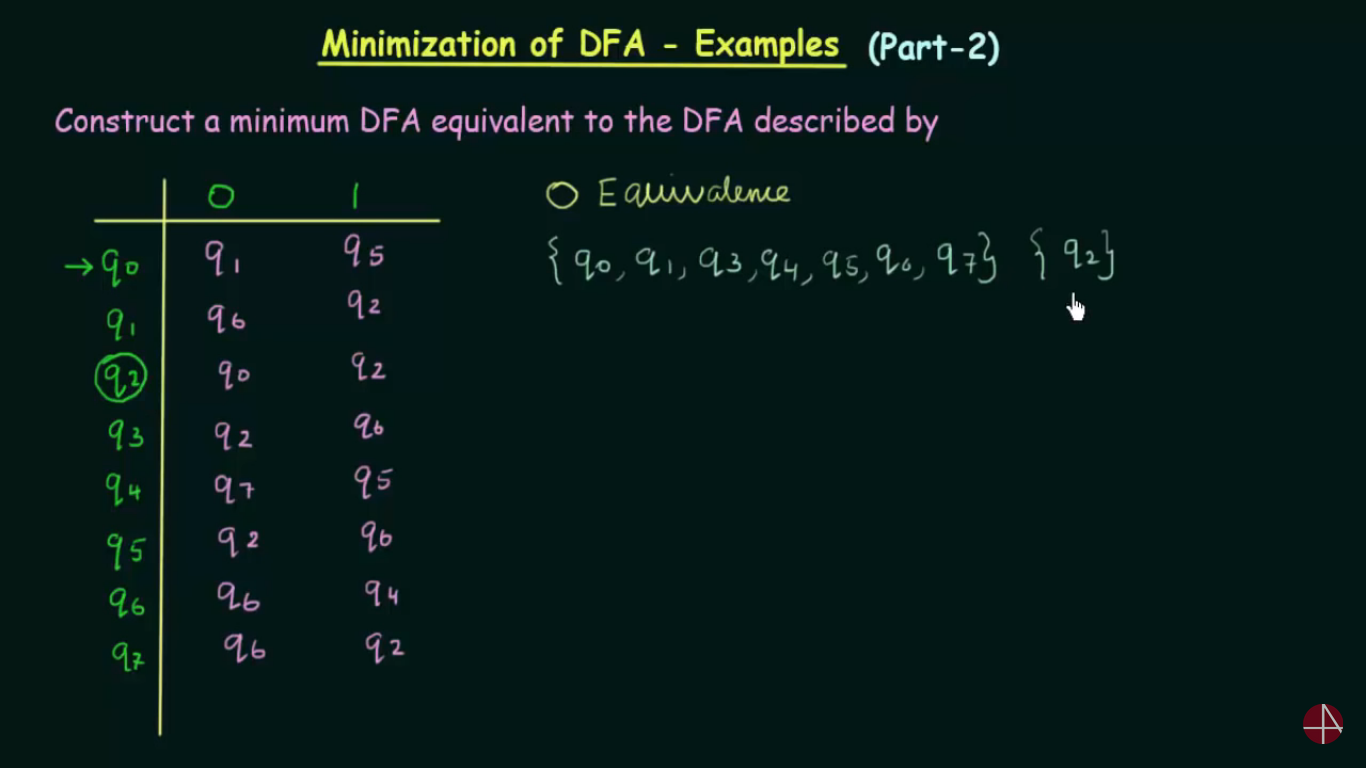 Minimization of DFA - Examples (Part-2)
Construct a minimum DFA equivalent to the DFA described by
0 1
→q0 q1 q5
q1 q6 q2
q2 q0 q2
q3 q2 q6
q4 q7 q5
q5 q2 q6
q6 q6 q4
q7 q6 q2
0 Equivalence
{q0, q1, q3, q4, q5, q6, q7} {q2}